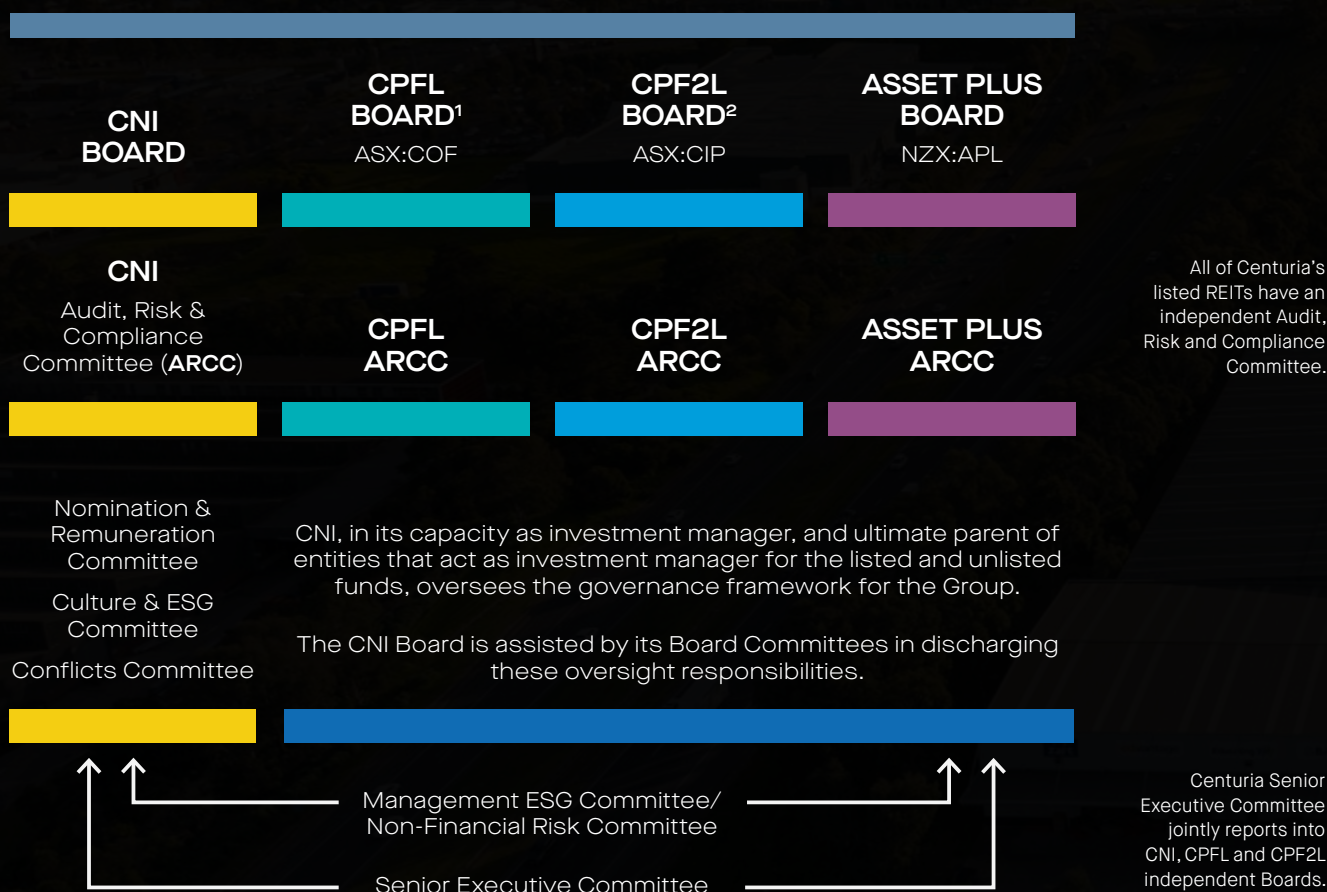 CNI
BOARD
CPFL
BOARD¹
ASX:COF
CPF2L
BOARD²
ASX:CIP
ASSET PLUS
BOARD
NZX:APL
CNI
Audit, Risk &
Compliance
Committee (ARCC)
CPFL
ARCC
CPF2L
ARCC
ASSET PLUS
ARCC
All of Centuria's
listed REITs have an
independent Audit,
Risk and Compliance
Committee.
Nomination &
Remuneration
Committee
Culture & ESG
Committee
Conflicts Committee
CNI, in its capacity as investment manager, and ultimate parent of
entities that act as investment manager for the listed and unlisted
funds, oversees the governance framework for the Group.
The CNI Board is assisted by its Board Committees in discharging
these oversight responsibilities.
Management ESG Committee/
Non-Financial Risk Committee
Senior Executive Committee
Centuria Senior
Executive Committee
jointly reports into
CNI, CPFL and CPF2L
independent Boards.